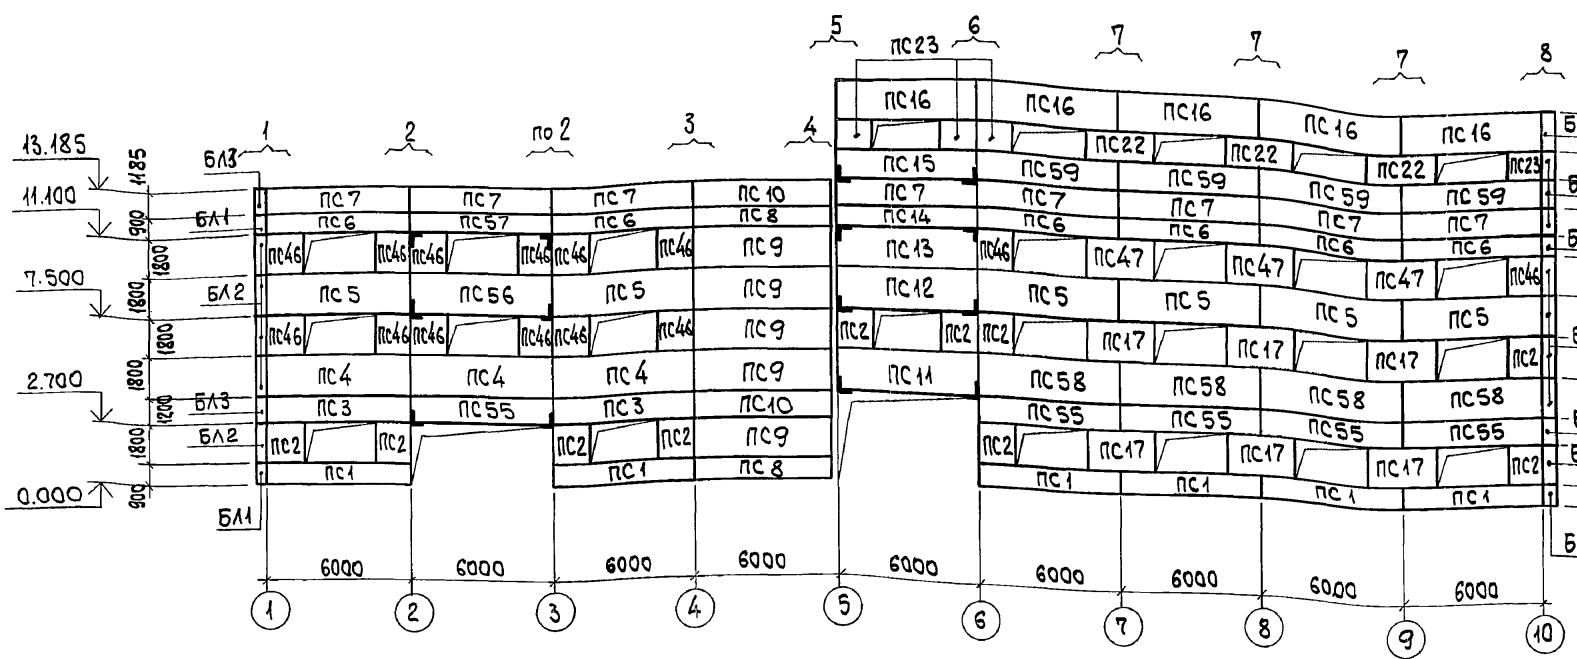 5 6 7 7 7 8
ПС23
1 2 по 2 3 4
13.185
БЛ3
1185
ПС16 ПС16 ПС16 ПС16 ПС16
Б
ПС22 ПС22 ПС22 ПС23
11.100
ПС7 ПС7 ПС7 ПС10
ПС15 ПС59 ПС59 ПС59 ПС59
Б
ПС7 ПС7 ПС7 ПС7 ПС7
900
БЛ1
ПС6 ПС57 ПС6 ПС8
ПС14 ПС6 ПС6 ПС6 ПС6
Б
1800
ПС46 ПС46 ПС46 ПС46 ПС46 ПС46 ПС9
ПС13 ПС46 ПС47 ПС47 ПС47 ПС46
7.500
1800
БЛ2
ПС5 ПС56 ПС5 ПС9
ПС12 ПС5 ПС5 ПС5 ПС5
Б
1800
ПС46 ПС46 ПС46 ПС46 ПС46 ПС46 ПС9
ПС2 ПС2 ПС2 ПС17 ПС17 ПС17 ПС2
2.700
1800
ПС4 ПС4 ПС4 ПС9
ПС11 ПС58 ПС58 ПС58 ПС58
1200
БЛ3
ПС3 ПС55 ПС3 ПС10
ПС55 ПС55 ПС55 ПС55
Б
1800
БЛ2
ПС2 ПС2 ПС2 ПС2 ПС9
ПС2 ПС17 ПС17 ПС17 ПС2
Б
0.000
900
ПС1 ПС1 ПС8
ПС1 ПС1 ПС1 ПС1
БЛ1
Б
6000 6000 6000 6000 6000 6000 6000 6000 6000
1 2 3 4 5 6 7 8 9 10